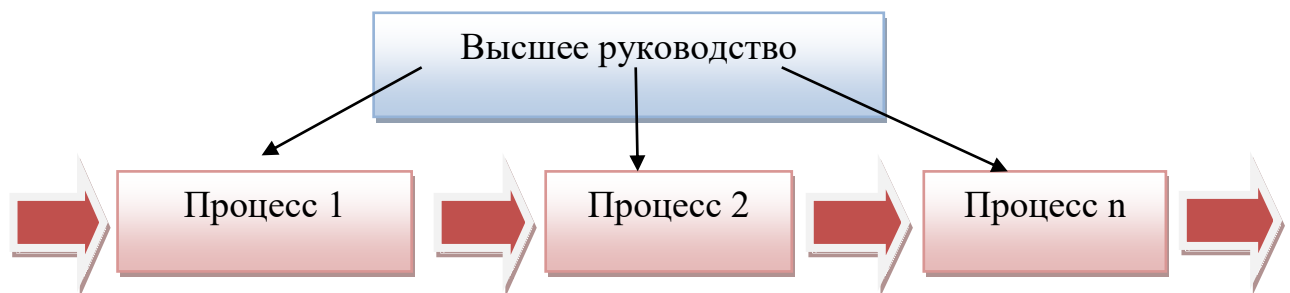 Высшее руководство
Процесс 1
Процесс 2
Процесс n